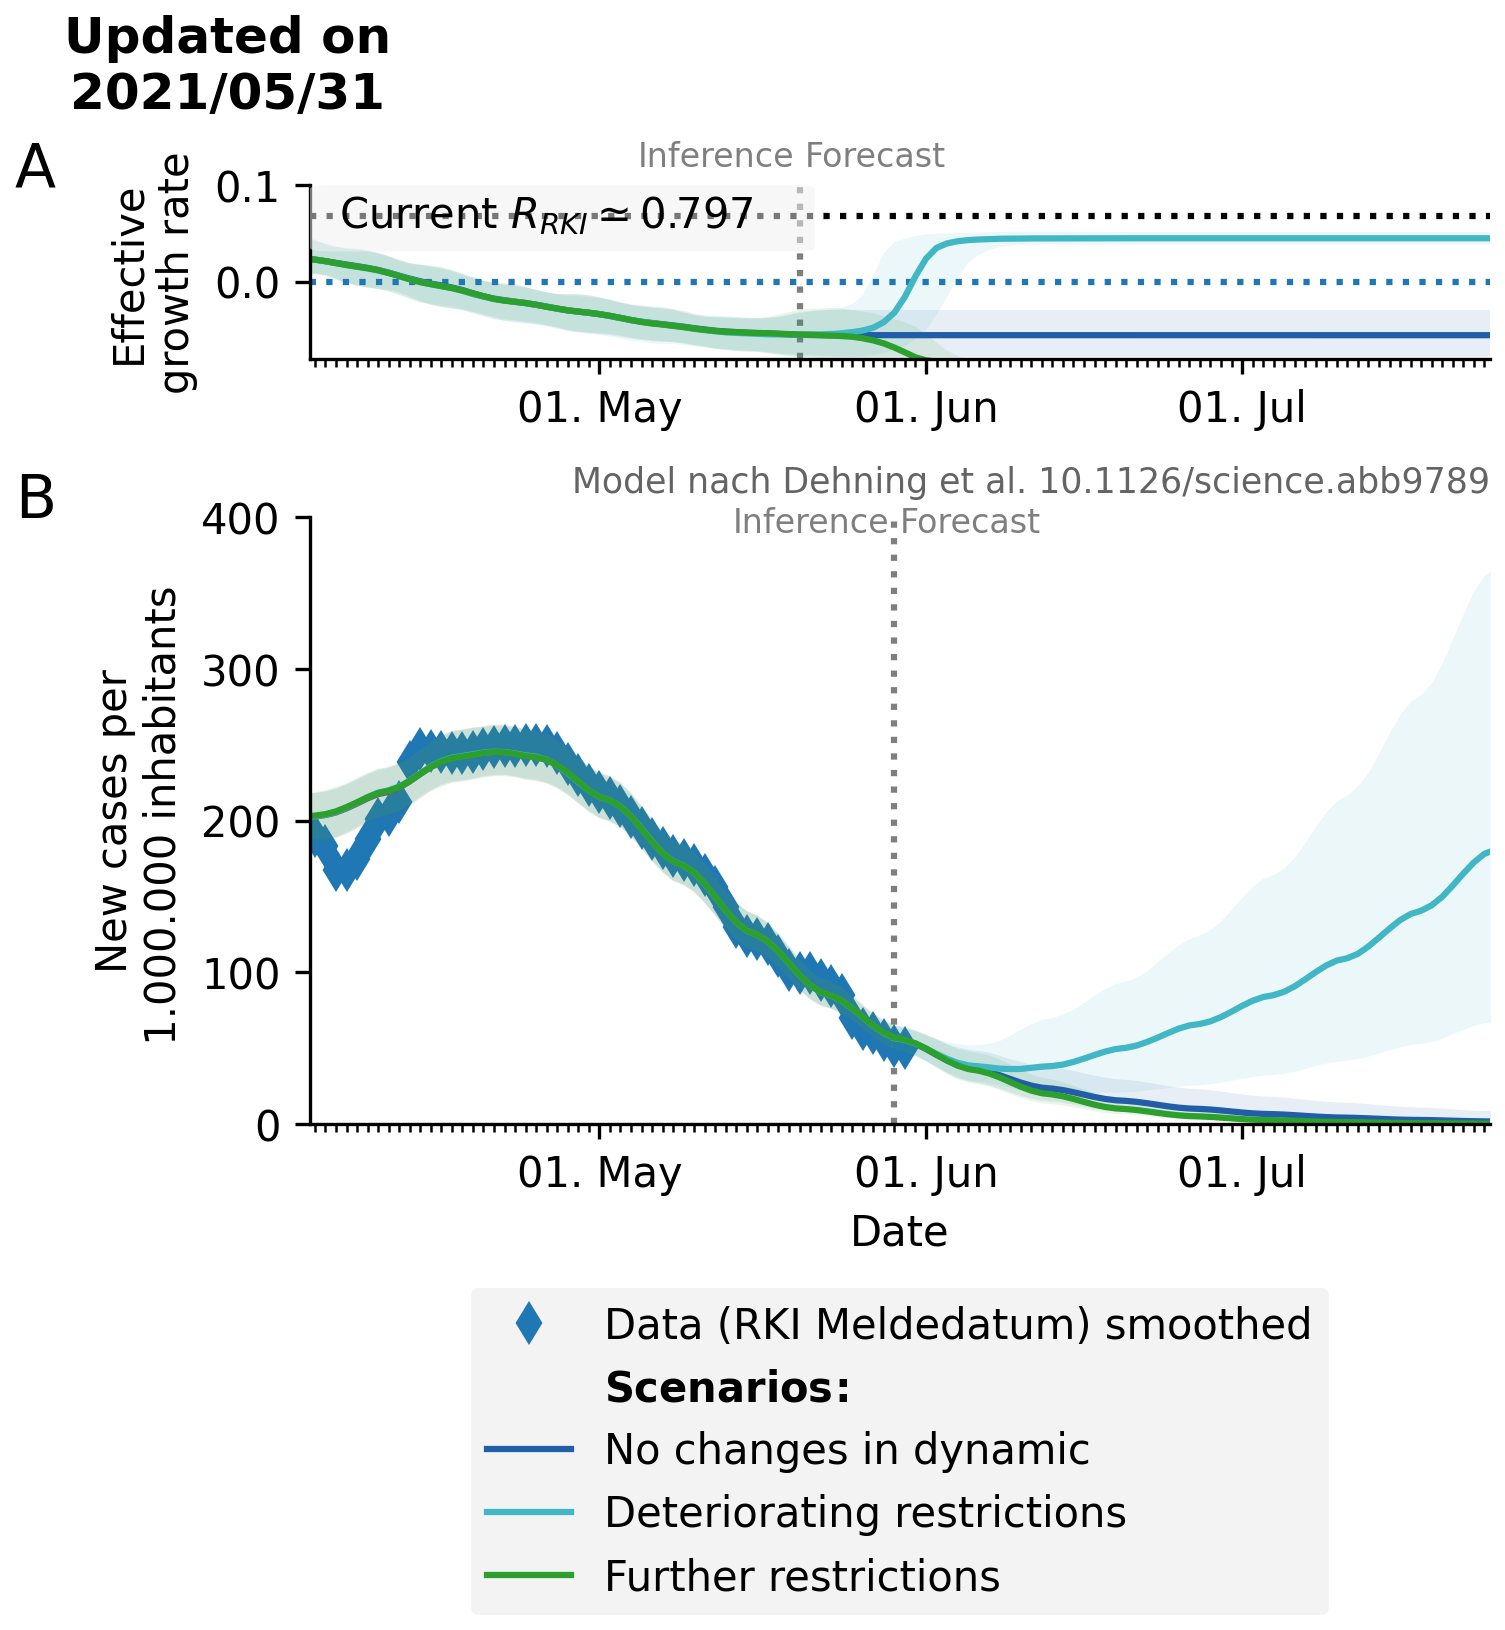 Updated on
2021/05/31
A
Inference Forecast
Effective
growth rate
0.1
Current R_RKI ≃ 0.797
0.0
01. May
01. Jun
01. Jul
B
Model nach Dehning et al. 10.1126/science.abb9789
Inference Forecast
New cases per
1.000.000 inhabitants
400
300
200
100
0
01. May
01. Jun
01. Jul
Date
Data (RKI Meldedatum) smoothed
Scenarios:
No changes in dynamic
Deteriorating restrictions
Further restrictions